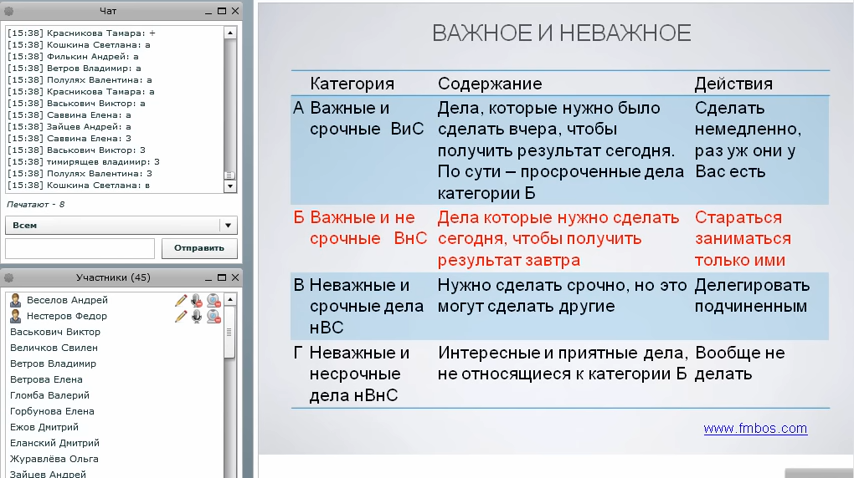 Чат
[15:38] Красникова Тамара: +
[15:38] Кошкина Светлана: а
[15:38] Филькин Андрей: а
[15:38] Ветров Владимир: а
[15:38] Полулях Валентина: а
[15:38] Красникова Тамара: а
[15:38] Васькович Виктор: а
[15:38] Саввина Елена: а
[15:38] Зайцев Андрей: а
[15:38] Саввина Елена: 3
[15:38] Васькович Виктор: 3
[15:38] тимирящев владимир: 3
[15:38] Полулях Валентина: 3
[15:38] Кошкина Светлана: в
Печатают - 8
Всем
Отправить
Участники (45)
Веселов Андрей
Нестеров Федор
Васькович Виктор
Величков Свилен
Ветров Владимир
Ветрова Елена
Гломба Валерий
Горбунова Елена
Ежов Дмитрий
Еланский Дмитрий
Журавлёва Ольга
Зайцев Андрей
ВАЖНОЕ И НЕВАЖНОЕ
Категория Содержание Действия
А Важные и Дела, которые нужно было Сделать
срочные ВиС сделать вчера, чтобы немедленно,
получить результат сегодня. раз уж они у
По сути – просроченные дела Вас есть
категории Б
Б Важные и не Дела которые нужно сделать Стараться
срочные ВнС сегодня, чтобы получить заниматься
результат завтра только ими
В Неважные и Нужно сделать срочно, но это Делегировать
срочные дела могут сделать другие подчиненным
нВС
Г Неважные и Интересные и приятные дела, Вообще не
несрочные не относящиеся к категории Б делать
дела нВнС
www.fmbos.com